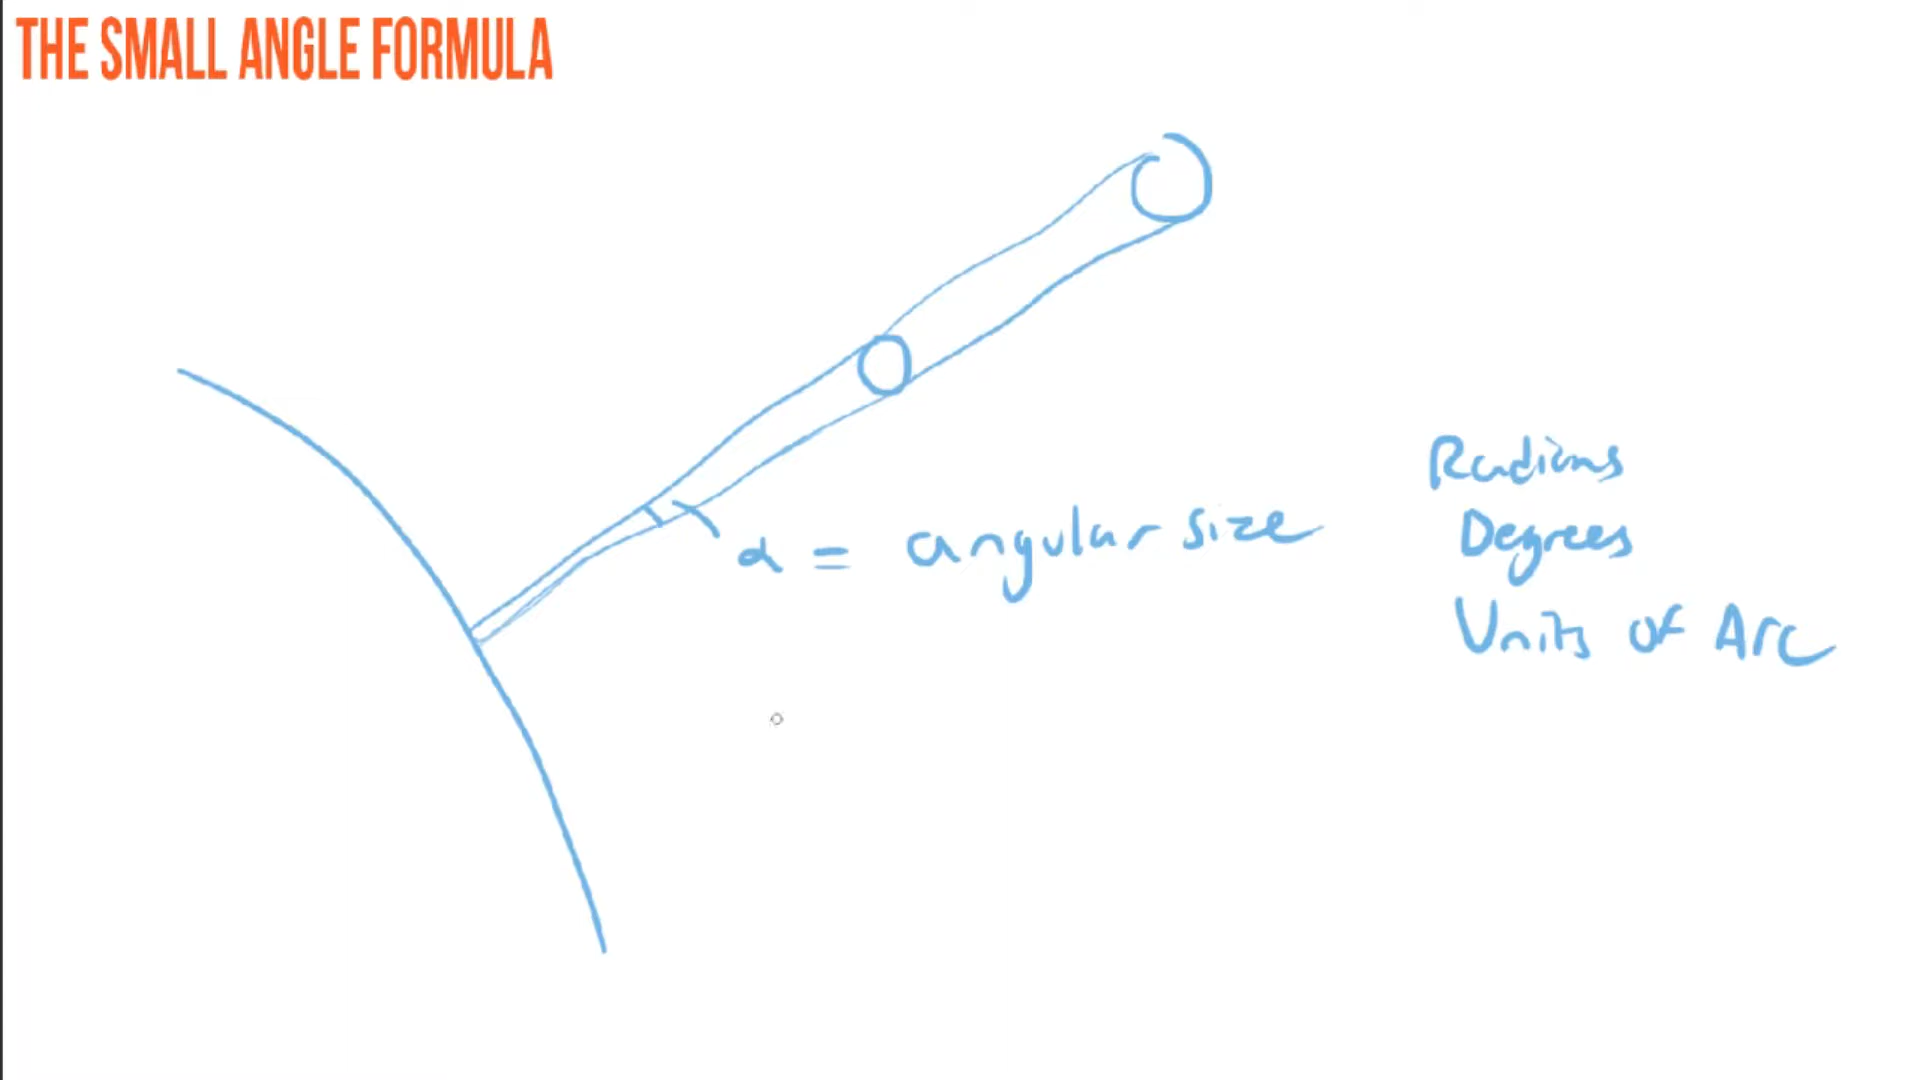 THE SMALL ANGLE FORMULA
α = angular size
Radians
Degrees
Units of Arc